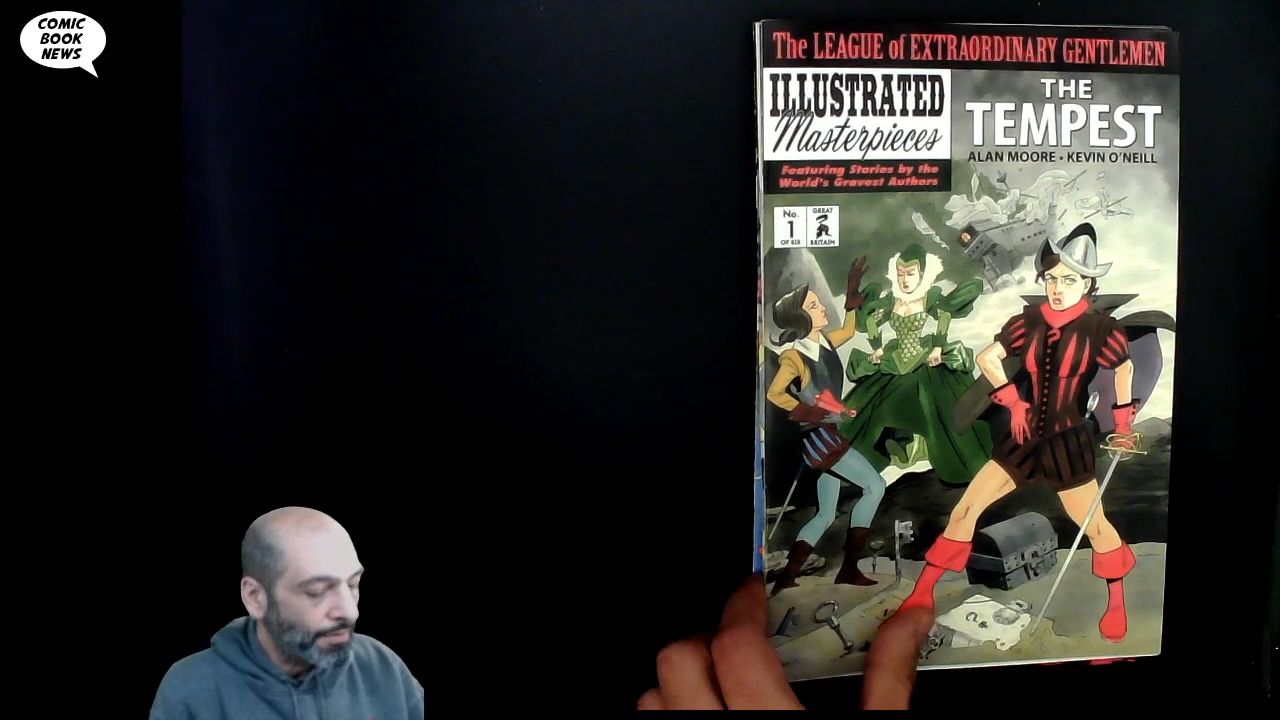 COMIC
BOOK
NEWS
The LEAGUE of EXTRAORDINARY GENTLEMEN
ILLUSTRATED
Masterpieces
Featuring Stories by the
World's Gravest Authors
THE
TEMPEST
ALAN MOORE • KEVIN O'NEILL
No.
1
OF SIX
GREAT
BRITAIN